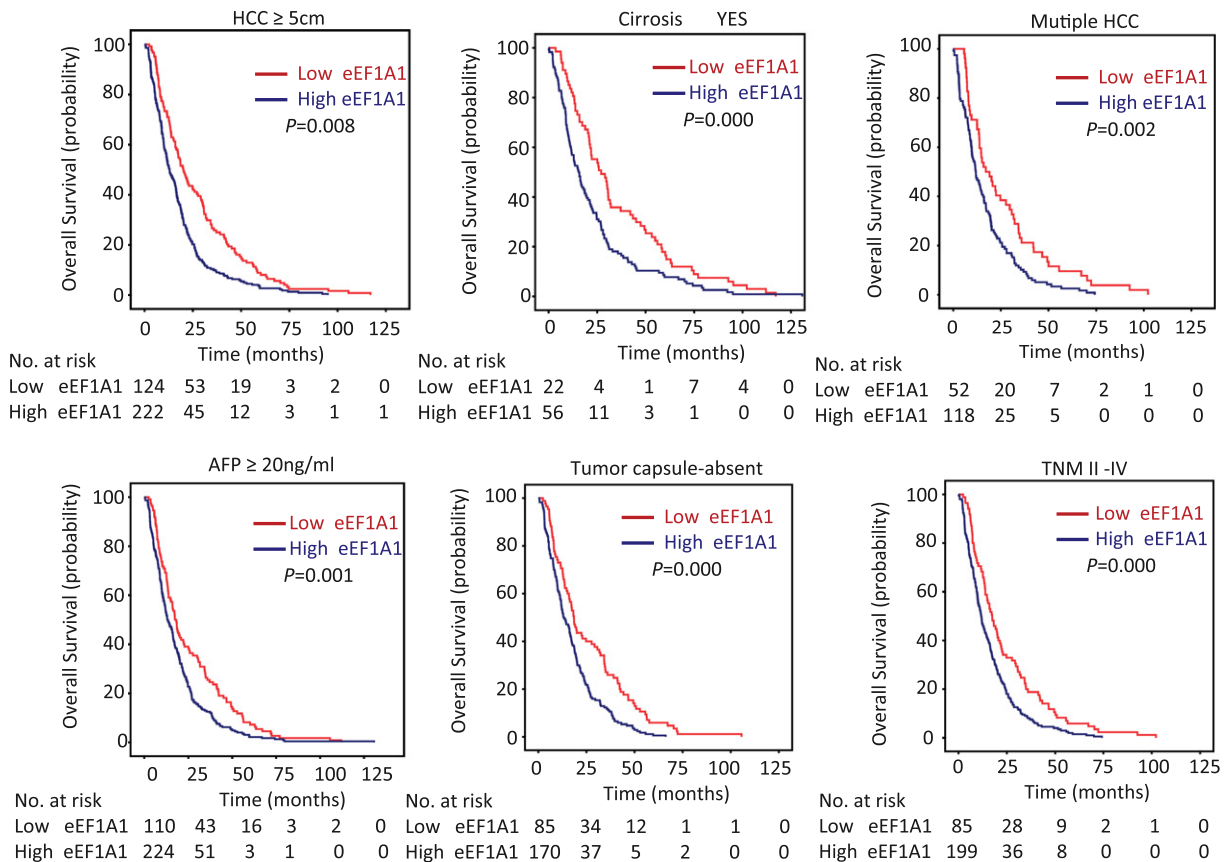 HCC ≥ 5cm
Overall Survival (probability)
100
80
60
40
20
0
Low eEF1A1
High eEF1A1
P=0.008
0 25 50 75 100 125
Time (months)
No. at risk
Low eEF1A1 124 53 19 3 2 0
High eEF1A1 222 45 12 3 1 1
Cirrosis YES
Overall Survival (probability)
100
80
60
40
20
0
Low eEF1A1
High eEF1A1
P=0.000
0 25 50 75 100 125
Time (months)
No. at risk
Low eEF1A1 22 4 1 7 4 0
High eEF1A1 56 11 3 1 0 0
Mutiple HCC
Overall Survival (probability)
100
80
60
40
20
0
Low eEF1A1
High eEF1A1
P=0.002
0 25 50 75 100 125
Time (months)
No. at risk
Low eEF1A1 52 20 7 2 1 0
High eEF1A1 118 25 5 0 0 0
AFP ≥ 20ng/ml
Overall Survival (probability)
100
80
60
40
20
0
Low eEF1A1
High eEF1A1
P=0.001
0 25 50 75 100 125
Time (months)
No. at risk
Low eEF1A1 110 43 16 3 2 0
High eEF1A1 224 51 3 1 0 0
Tumor capsule-absent
Overall Survival (probability)
100
80
60
40
20
0
Low eEF1A1
High eEF1A1
P=0.000
0 25 50 75 100 125
Time (months)
No. at risk
Low eEF1A1 85 34 12 1 1 0
High eEF1A1 170 37 5 2 0 0
TNM II -IV
Overall Survival (probability)
100
80
60
40
20
0
Low eEF1A1
High eEF1A1
P=0.000
0 25 50 75 100 125
Time (months)
No. at risk
Low eEF1A1 85 28 9 2 1 0
High eEF1A1 199 36 8 0 0 0